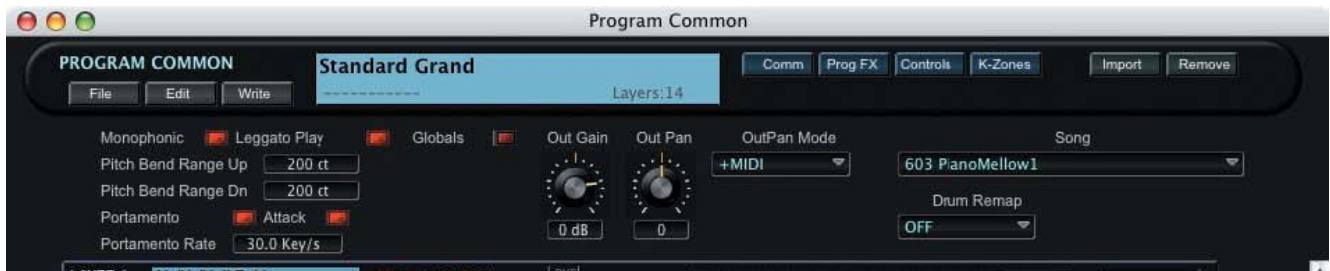 Program Common
PROGRAM COMMON
Standard Grand
Comm Prog FX Controls K-Zones Import Remove
File Edit Write
----------- Layers:14
Monophonic Leggato Play Globals Out Gain Out Pan OutPan Mode Song
Pitch Bend Range Up 200 ct +MIDI 603 PianoMellow1
Pitch Bend Range Dn 200 ct
Drum Remap
Portamento Attack
0 dB 0 OFF
Portamento Rate 30.0 Key/s